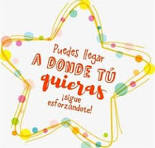 Puedes llegar
A DONDE TÚ
quieras
¡sigue
esforzándote!